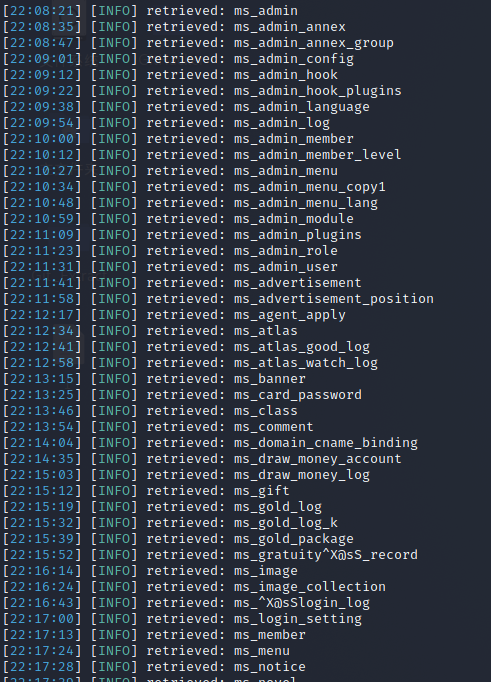 [22:08:21] [INFO] retrieved: ms_admin
[22:08:35] [INFO] retrieved: ms_admin_annex
[22:08:47] [INFO] retrieved: ms_admin_annex_group
[22:09:01] [INFO] retrieved: ms_admin_config
[22:09:12] [INFO] retrieved: ms_admin_hook
[22:09:22] [INFO] retrieved: ms_admin_hook_plugins
[22:09:38] [INFO] retrieved: ms_admin_language
[22:09:54] [INFO] retrieved: ms_admin_log
[22:10:00] [INFO] retrieved: ms_admin_member
[22:10:12] [INFO] retrieved: ms_admin_member_level
[22:10:27] [INFO] retrieved: ms_admin_menu
[22:10:34] [INFO] retrieved: ms_admin_menu_copy1
[22:10:48] [INFO] retrieved: ms_admin_menu_lang
[22:10:59] [INFO] retrieved: ms_admin_module
[22:11:09] [INFO] retrieved: ms_admin_plugins
[22:11:23] [INFO] retrieved: ms_admin_role
[22:11:31] [INFO] retrieved: ms_admin_user
[22:11:41] [INFO] retrieved: ms_advertisement
[22:11:58] [INFO] retrieved: ms_advertisement_position
[22:12:17] [INFO] retrieved: ms_agent_apply
[22:12:34] [INFO] retrieved: ms_atlas
[22:12:41] [INFO] retrieved: ms_atlas_good_log
[22:12:58] [INFO] retrieved: ms_atlas_watch_log
[22:13:15] [INFO] retrieved: ms_banner
[22:13:25] [INFO] retrieved: ms_card_password
[22:13:46] [INFO] retrieved: ms_class
[22:13:54] [INFO] retrieved: ms_comment
[22:14:04] [INFO] retrieved: ms_domain_cname_binding
[22:14:35] [INFO] retrieved: ms_draw_money_account
[22:15:03] [INFO] retrieved: ms_draw_money_log
[22:15:12] [INFO] retrieved: ms_gift
[22:15:19] [INFO] retrieved: ms_gold_log
[22:15:32] [INFO] retrieved: ms_gold_log_k
[22:15:39] [INFO] retrieved: ms_gold_package
[22:15:52] [INFO] retrieved: ms_gratuity^X@sS_record
[22:16:14] [INFO] retrieved: ms_image
[22:16:24] [INFO] retrieved: ms_image_collection
[22:16:43] [INFO] retrieved: ms_^X@sSlogin_log
[22:17:00] [INFO] retrieved: ms_login_setting
[22:17:13] [INFO] retrieved: ms_member
[22:17:24] [INFO] retrieved: ms_menu
[22:17:28] [INFO] retrieved: ms_notice